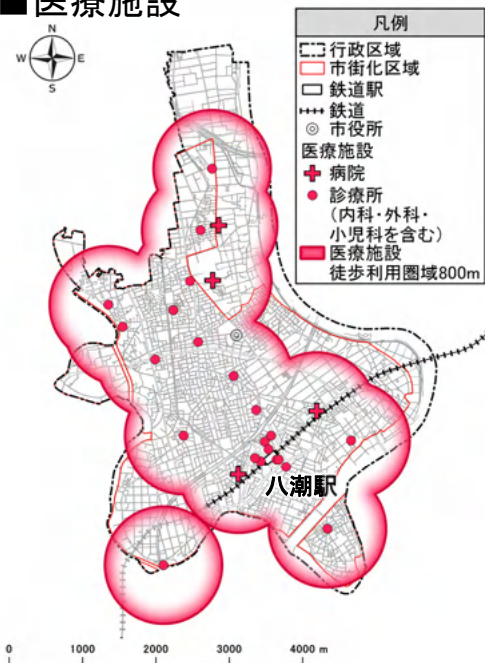 ■医療施設
N
W E
S
凡例
行政区域
市街化区域
鉄道駅
鉄道
市役所
医療施設
病院
診療所
(内科・外科・
小児科を含む)
医療施設
徒歩利用圏域800m
八潮駅
0 1000 2000 3000 4000 m